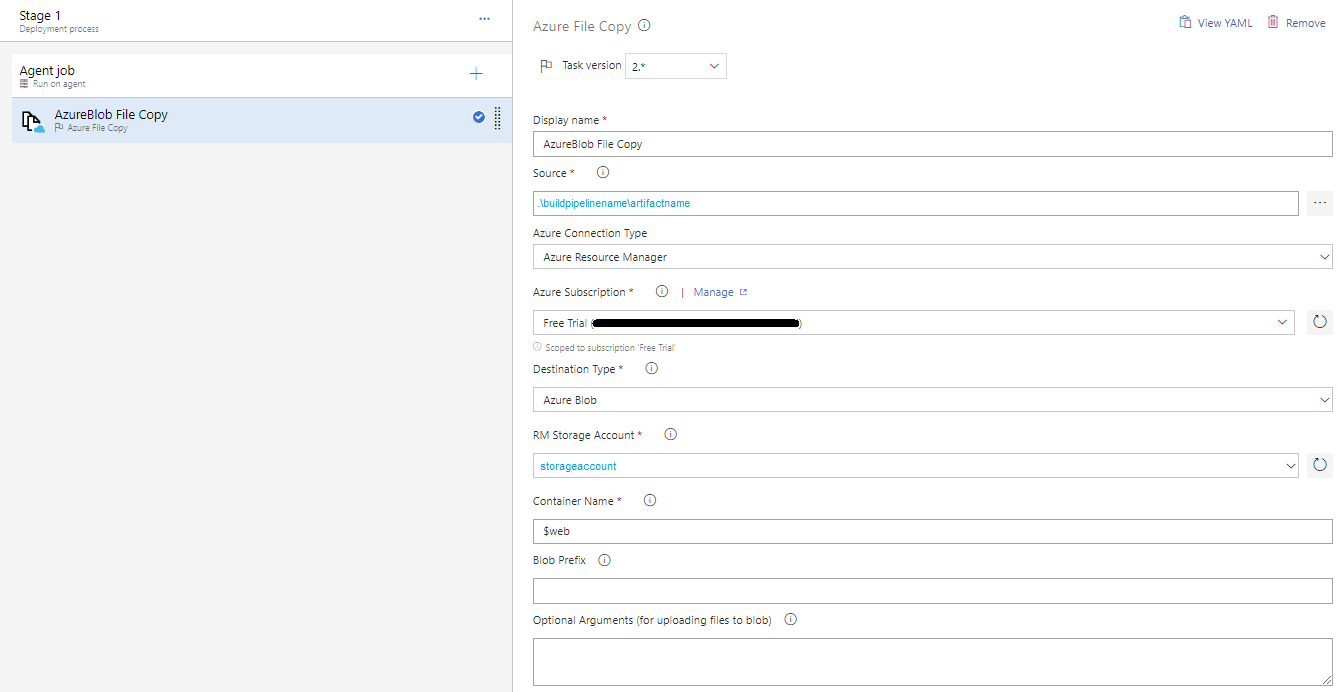 Stage 1
Deployment process
...
Agent job
Run on agent
AzureBlob File Copy
Azure File Copy
Azure File Copy
View YAML
Remove
Task version
2.*
Display name *
AzureBlob File Copy
Source *
.\buildpipelinename\artifactname
...
Azure Connection Type
Azure Resource Manager
Azure Subscription *
| Manage
Free Trial ( )
Scoped to subscription 'Free Trial'
Destination Type *
Azure Blob
RM Storage Account *
storageaccount
Container Name *
$web
Blob Prefix
Optional Arguments (for uploading files to blob)